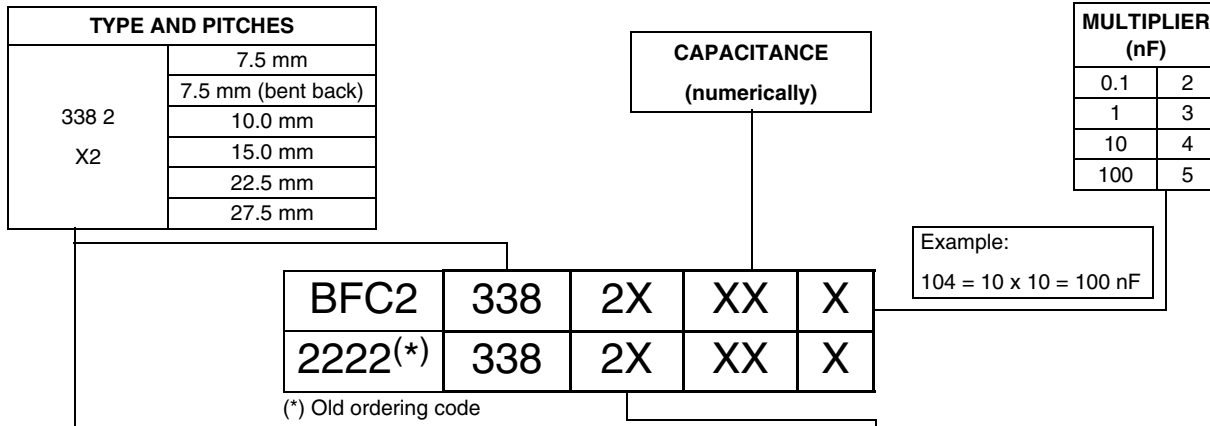 TYPE AND PITCHES
338 2
X2
7.5 mm
7.5 mm (bent back)
10.0 mm
15.0 mm
22.5 mm
27.5 mm
CAPACITANCE
(numerically)
MULTIPLIER
(nF)
0.1 2
1 3
10 4
100 5
Example:
104 = 10 x 10 = 100 nF
BFC2 338 2X XX X
2222(*) 338 2X XX X
(*) Old ordering code